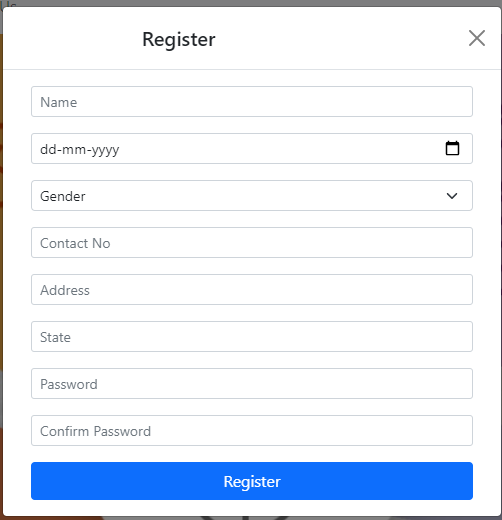 Register
Name
dd-mm-yyyy
Gender
Contact No
Address
State
Password
Confirm Password
Register